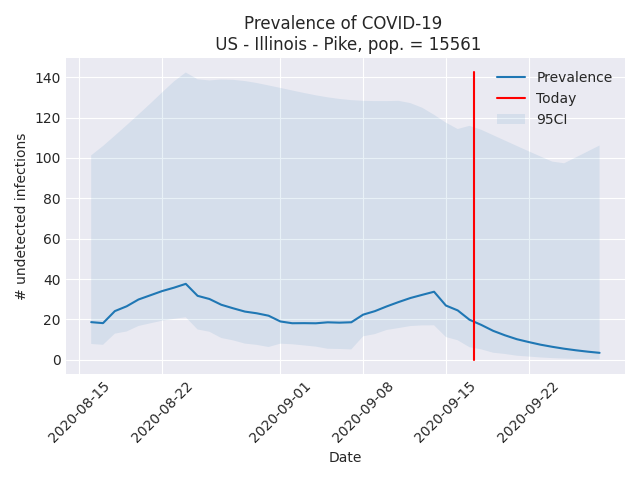 Prevalence of COVID-19
US - Illinois - Pike, pop. = 15561
Prevalence
Today
95CI
# undetected infections
140
120
100
80
60
40
20
0
2020-08-15
2020-08-22
2020-09-01
2020-09-08
2020-09-15
2020-09-22
Date